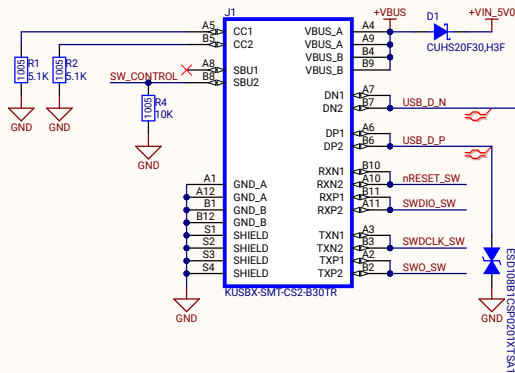 J1
+VBUS
D1
+VIN_5V0
CUHS20F30,H3F
A5 CC1 VBUS_A A4
B5 CC2 VBUS_A A9
VBUS_B B4
A8 SBU1 VBUS_B B9
SW_CONTROL B8 SBU2
1005 R1 5.1K
1005 R2 5.1K
GND
GND
1005 R4 10K
GND
DN1 A7
DN2 B7 USB_D_N
DP1 A6
DP2 B6 USB_D_P
RXN1 B10
RXN2 A10 nRESET_SW
RXP1 B11
RXP2 A11 SWDIO_SW
A1 GND_A
A12 GND_A
B1 GND_B
B12 GND_B
S1 SHIELD
S2 SHIELD
S3 SHIELD
S4 SHIELD
TXN1 A3
TXN2 B3 SWDCLK_SW
TXP1 A2
TXP2 B2 SWO_SW
KUSBX-SMT-CS2-B30TR
GND
GND
ESD108B1CSP0201XTSA1